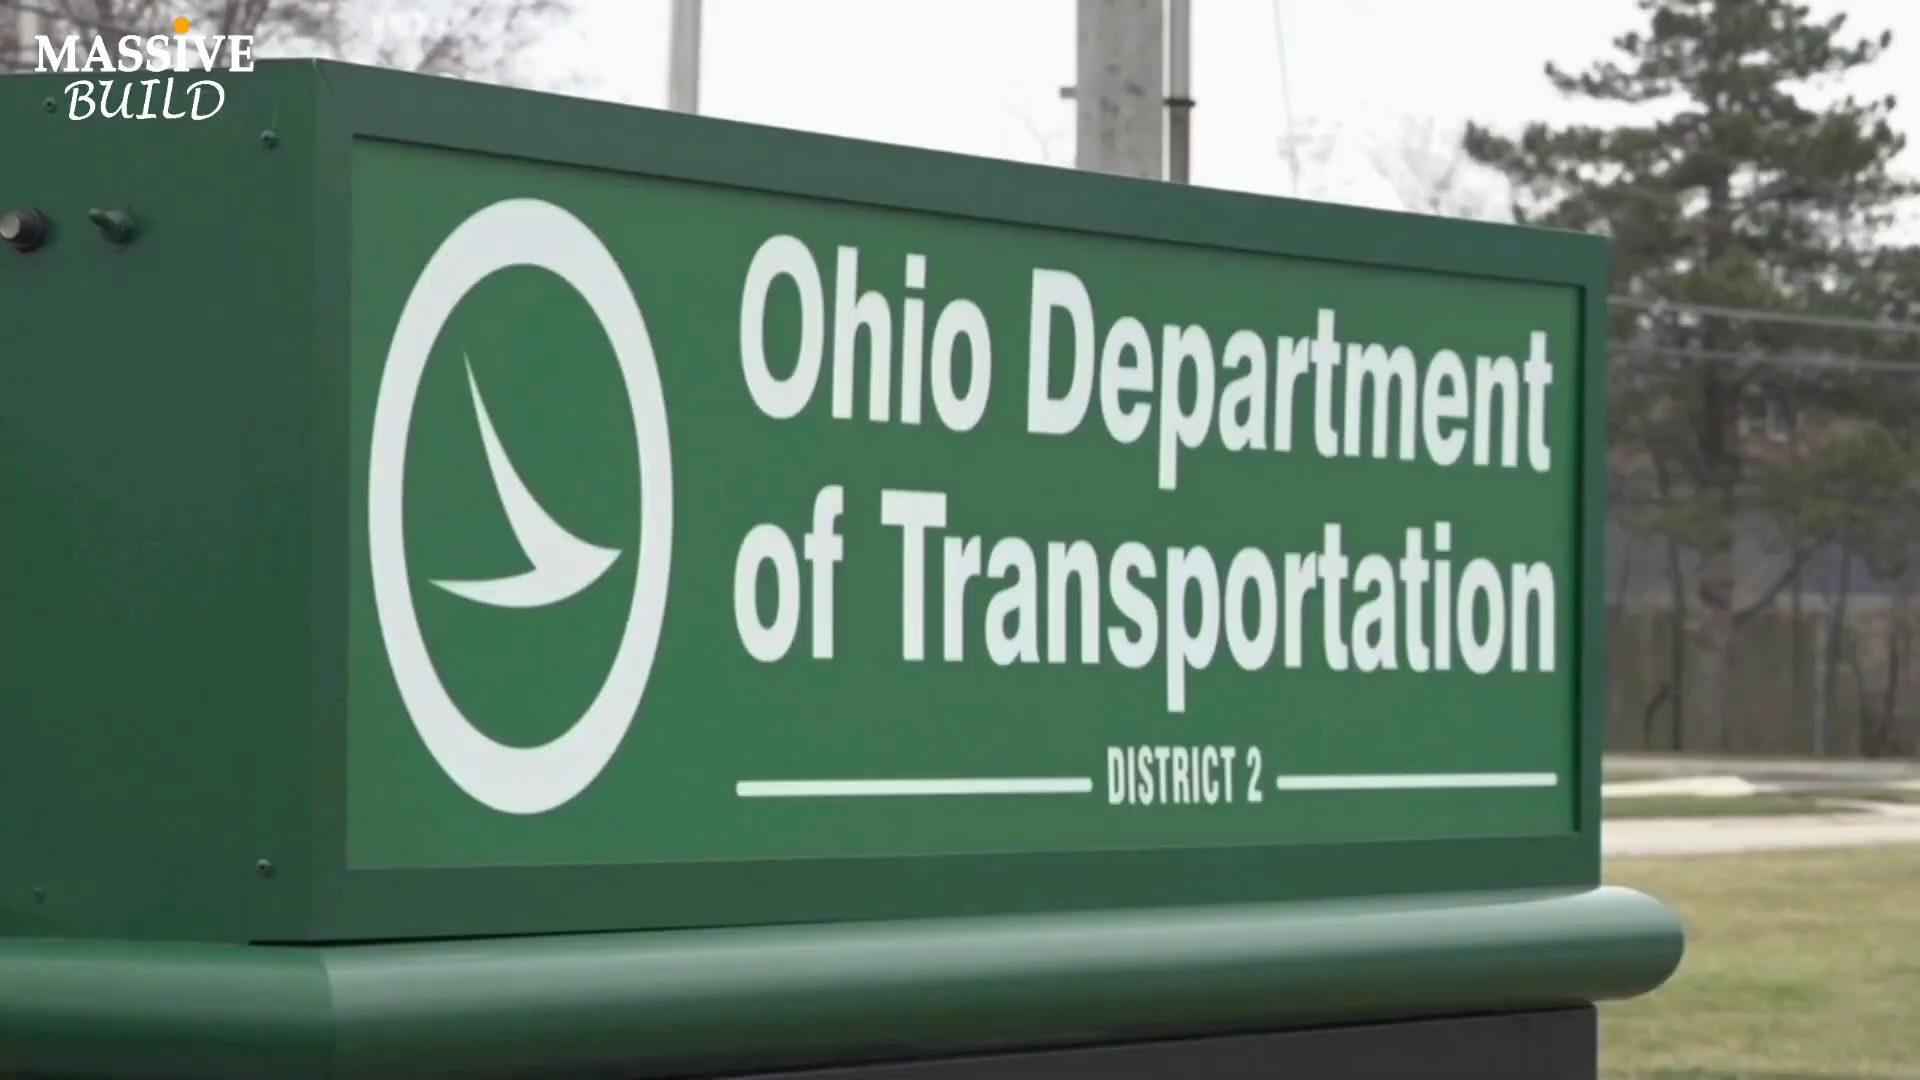 MASSIVE
BUILD
Ohio Department
of Transportation
DISTRICT 2